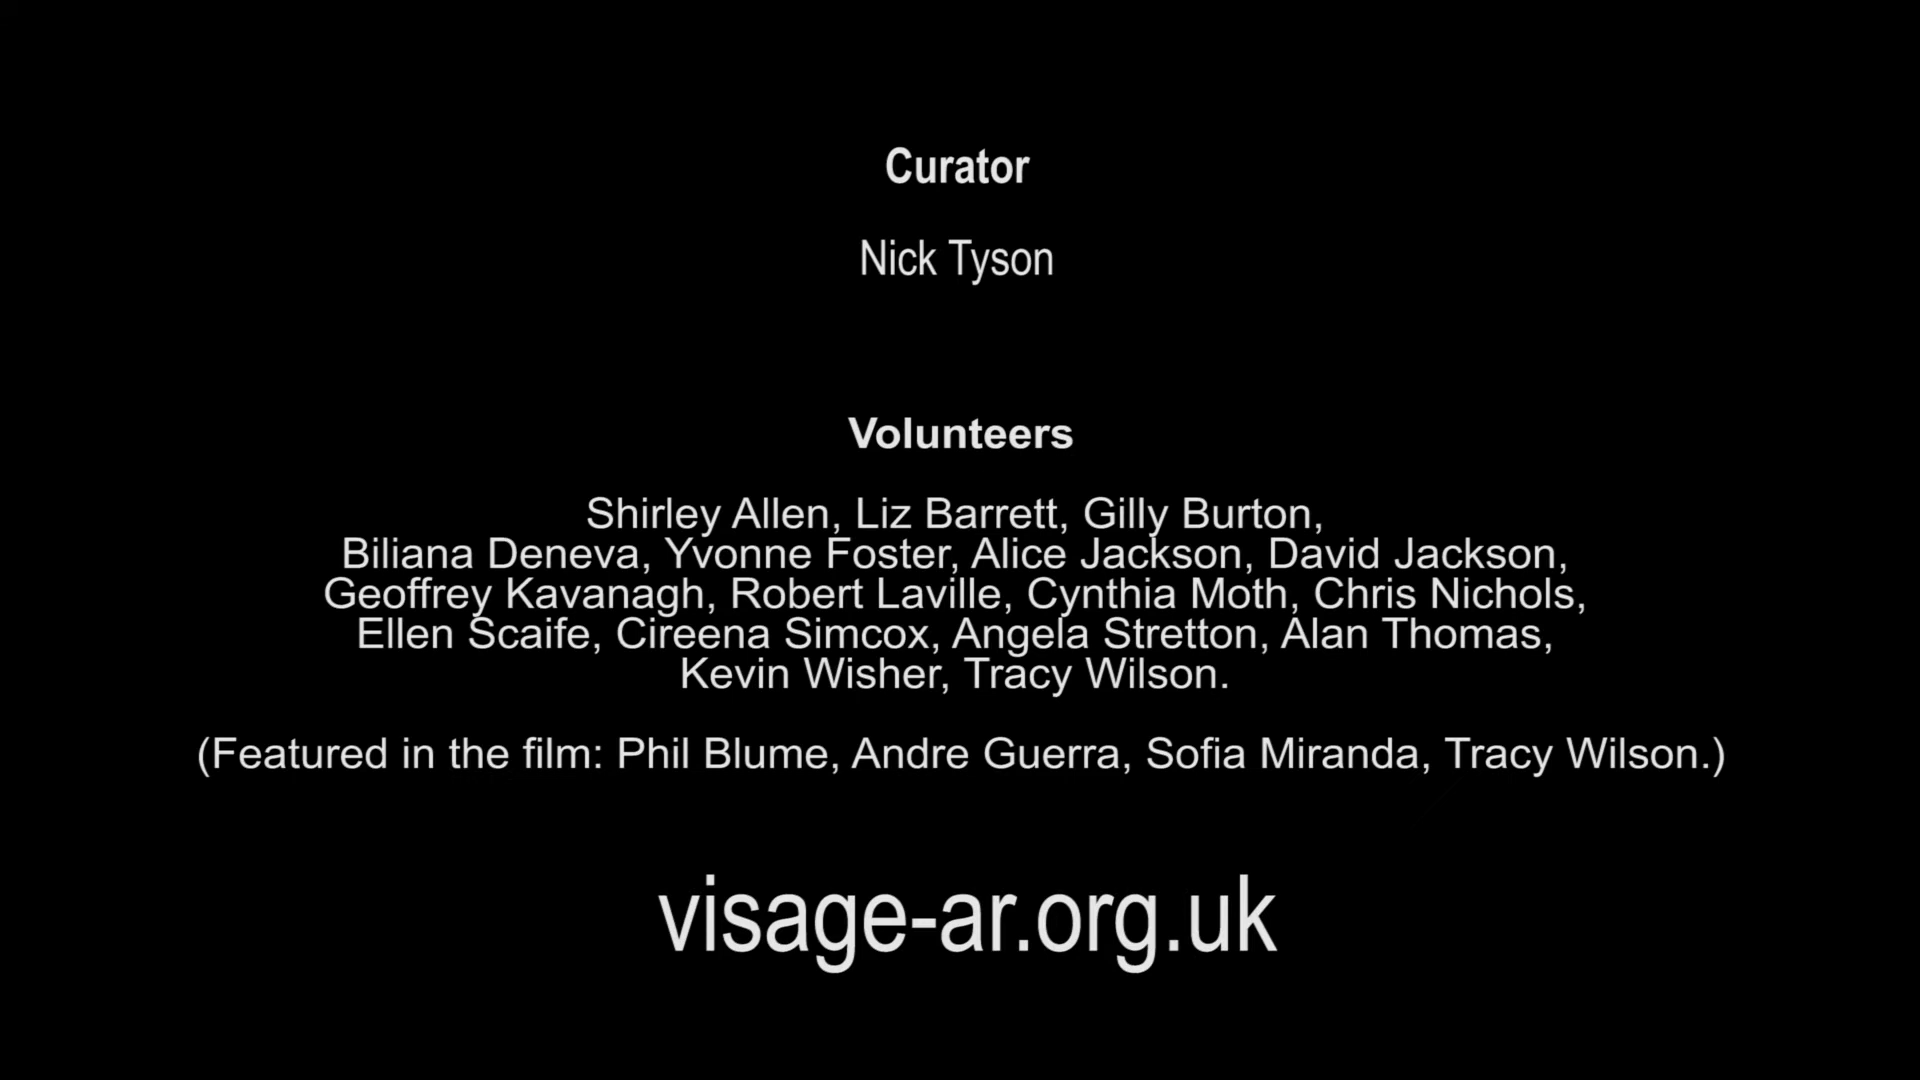 Curator
Nick Tyson
Volunteers
Shirley Allen, Liz Barrett, Gilly Burton,
Biliana Deneva, Yvonne Foster, Alice Jackson, David Jackson,
Geoffrey Kavanagh, Robert Laville, Cynthia Moth, Chris Nichols,
Ellen Scaife, Cireena Simcox, Angela Stretton, Alan Thomas,
Kevin Wisher, Tracy Wilson.
(Featured in the film: Phil Blume, Andre Guerra, Sofia Miranda, Tracy Wilson.)
visage-ar.org.uk